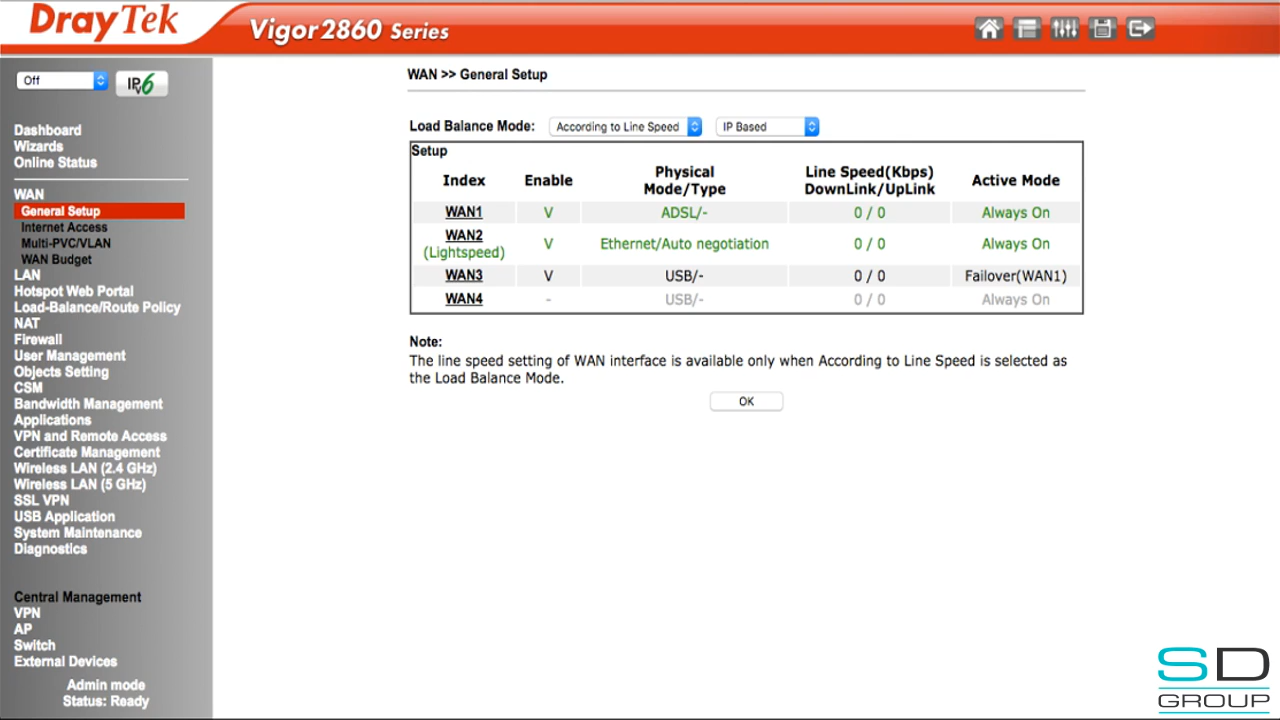 DrayTek
Vigor2860 Series
Off
IPv6
Dashboard
Wizards
Online Status
WAN
General Setup
Internet Access
Multi-PVC/VLAN
WAN Budget
LAN
Hotspot Web Portal
Load-Balance/Route Policy
NAT
Firewall
User Management
Objects Setting
CSM
Bandwidth Management
Applications
VPN and Remote Access
Certificate Management
Wireless LAN (2.4 GHz)
Wireless LAN (5 GHz)
SSL VPN
USB Application
System Maintenance
Diagnostics
Central Management
VPN
AP
Switch
External Devices
Admin mode
Status: Ready
WAN >> General Setup
Load Balance Mode: According to Line Speed IP Based
Setup
Index Enable Physical Mode/Type Line Speed(Kbps) DownLink/UpLink Active Mode
WAN1 V ADSL/- 0 / 0 Always On
WAN2 (Lightspeed) V Ethernet/Auto negotiation 0 / 0 Always On
WAN3 V USB/- 0 / 0 Failover(WAN1)
WAN4 - USB/- 0 / 0 Always On
Note:
The line speed setting of WAN interface is available only when According to Line Speed is selected as
the Load Balance Mode.
OK
SD
GROUP